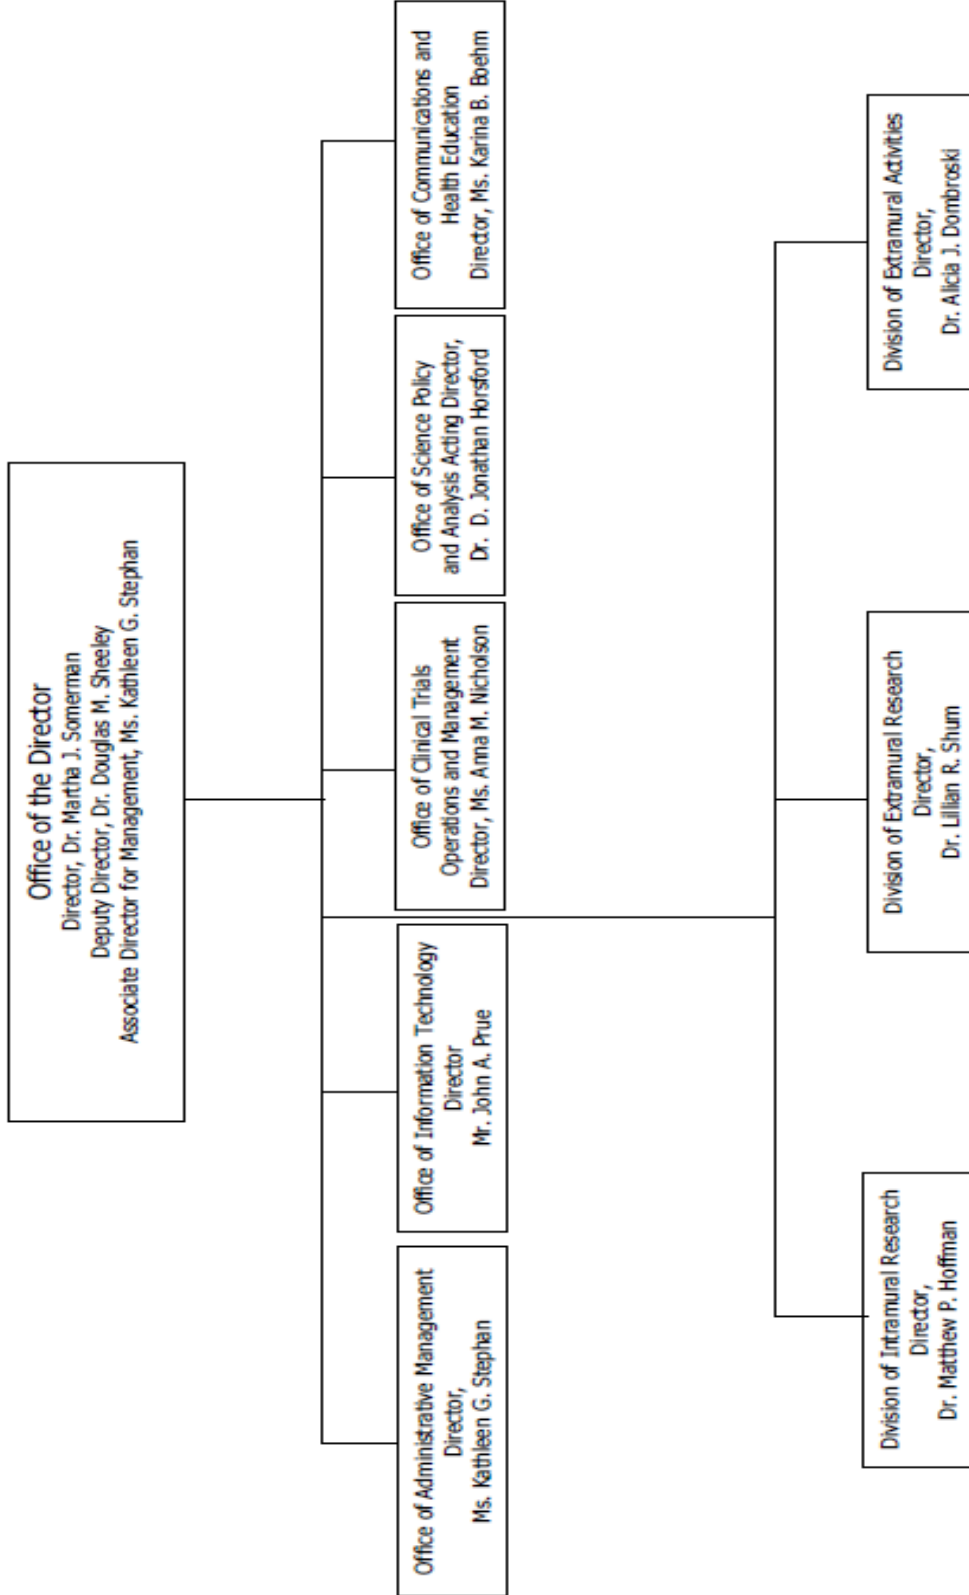 Office of the Director
Director, Dr. Martha J. Somerman
Deputy Director, Dr. Douglas M. Sheeley
Associate Director for Management, Ms. Kathleen G. Stephan
Office of Administrative Management
Director,
Ms. Kathleen G. Stephan
Office of Information Technology
Director
Mr. John A. Prue
Office of Clinical Trials
Operations and Management
Director, Ms. Anna M. Nicholson
Office of Science Policy
and Analysis Acting Director,
Dr. D. Jonathan Horsford
Office of Communications and
Health Education
Director, Ms. Karina B. Boehm
Division of Intramural Research
Director,
Dr. Matthew P. Hoffman
Division of Extramural Research
Director,
Dr. Lillian R. Shum
Division of Extramural Activities
Director,
Dr. Alicia J. Dombroski